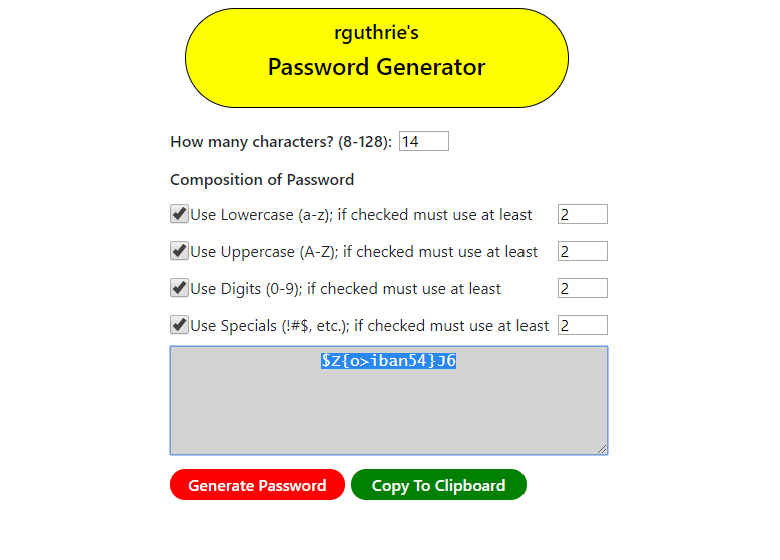 rguthrie's
Password Generator
How many characters? (8-128): 14
Composition of Password
Use Lowercase (a-z); if checked must use at least 2
Use Uppercase (A-Z); if checked must use at least 2
Use Digits (0-9); if checked must use at least 2
Use Specials (!#$, etc.); if checked must use at least 2
$Z{o>iban54}J6
Generate Password Copy To Clipboard